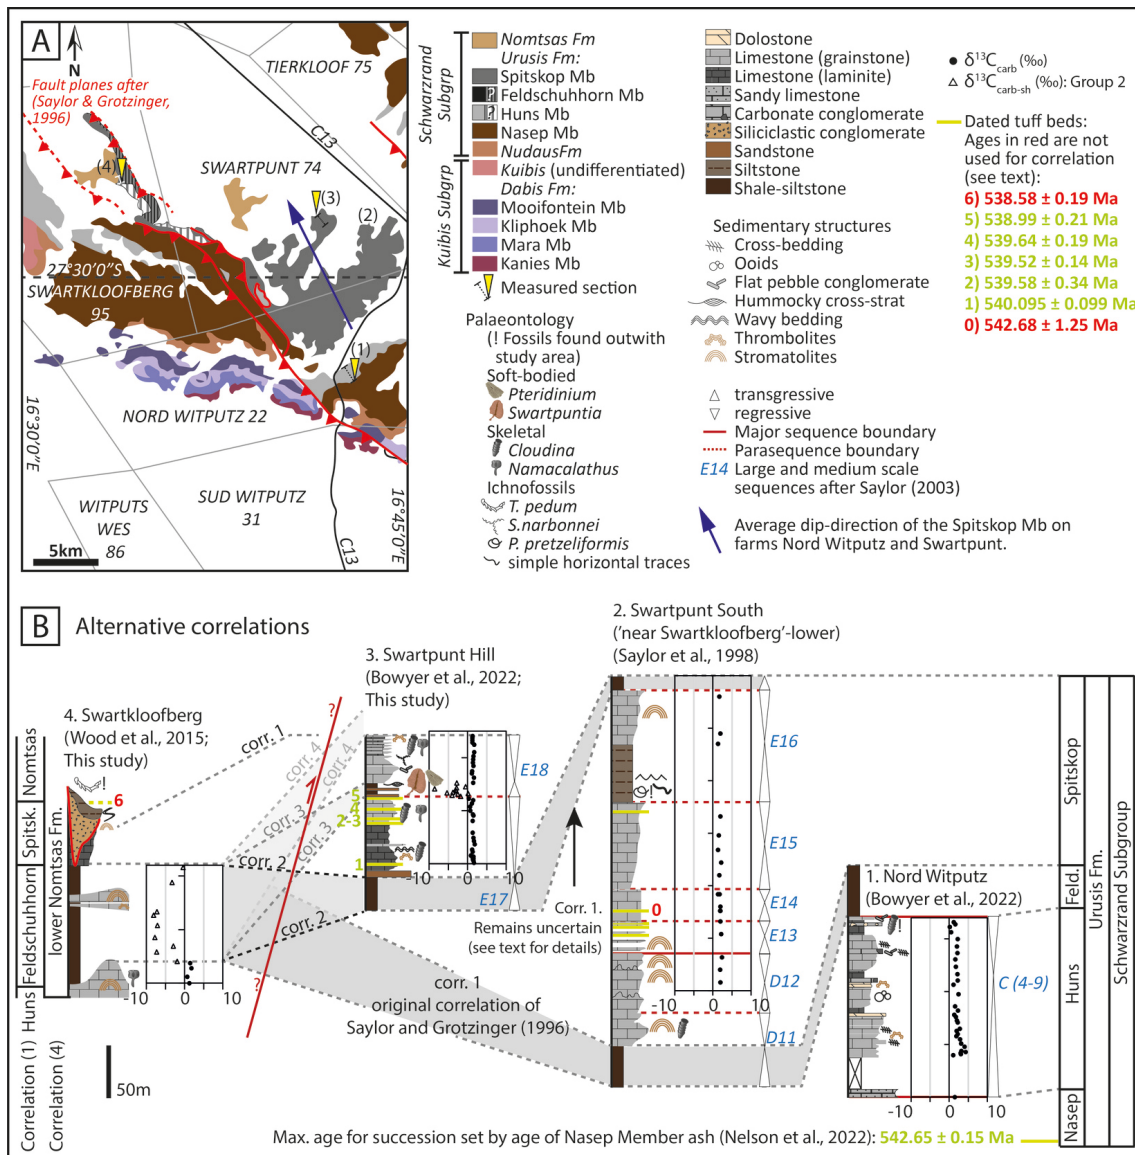 A
N
Fault planes after
(Saylor & Grotzinger,
1996)
TIERKLOOF 75
C13
(4)
SWARTPUNT 74
(3)
(2)
27°30'0"S
SWARTKLOOFBERG
95
(1)
NORD WITPUTZ 22
16°30'0"E
SUD WITPUTZ
31
WITPUTS
WES
86
16°45'0"E
C13
5km
Schwarzrand
Subgrp
Nomtsas Fm
Urusis Fm:
Spitskop Mb
? Feldschuhhorn Mb
? Huns Mb
Nasep Mb
NudausFm
Kuibis Subgrp
Kuibis (undifferentiated)
Dabis Fm:
Mooifontein Mb
Kliphoek Mb
Mara Mb
Kanies Mb
Measured section
Palaeontology
(! Fossils found outwith
study area)
Soft-bodied
Pteridinium
Swartpuntia
Skeletal
Cloudina
Namacalathus
Ichnofossils
T. pedum
S.narbonnei
P. pretzeliformis
simple horizontal traces
Dolostone
Limestone (grainstone)
Limestone (laminite)
Sandy limestone
Carbonate conglomerate
Siliciclastic conglomerate
Sandstone
Siltstone
Shale-siltstone
Sedimentary structures
Cross-bedding
Ooids
Flat pebble conglomerate
Hummocky cross-strat
Wavy bedding
Thrombolites
Stromatolites
transgressive
regressive
Major sequence boundary
Parasequence boundary
E14 Large and medium scale
sequences after Saylor (2003)
Average dip-direction of the Spitskop Mb on
farms Nord Witputz and Swartpunt.
δ13Ccarb (‰)
δ13Ccarb-sh (‰): Group 2
Dated tuff beds:
Ages in red are not
used for correlation
(see text):
6) 538.58 ± 0.19 Ma
5) 538.99 ± 0.21 Ma
4) 539.64 ± 0.19 Ma
3) 539.52 ± 0.14 Ma
2) 539.58 ± 0.34 Ma
1) 540.095 ± 0.099 Ma
0) 542.68 ± 1.25 Ma
B Alternative correlations
4. Swartkloofberg
(Wood et al., 2015;
This study)
3. Swartpunt Hill
(Bowyer et al., 2022;
This study)
2. Swartpunt South
('near Swartkloofberg'-lower)
(Saylor et al., 1998)
1. Nord Witputz
(Bowyer et al., 2022)
Huns Feldschuhhorn Spitsk. Nomtsas
lower Nomtsas Fm.
Correlation (1)
Correlation (4)
!
6
-10 0 10
corr. 1
corr. 4
corr. 4
corr. 3
corr. 3
corr. 2
corr. 2
?
?
5
4
2-3
1
-10 0 10
E18
E17
Corr. 1.
Remains uncertain
(see text for details)
corr. 1
original correlation of
Saylor and Grotzinger (1996)
!
0
-10 0 10
E16
E15
E14
E13
D12
D11
!
-10 0 10
C (4-9)
Nasep Huns Feld. Spitskop
Urusis Fm.
Schwarzrand Subgroup
50m
Max. age for succession set by age of Nasep Member ash (Nelson et al., 2022): 542.65 ± 0.15 Ma